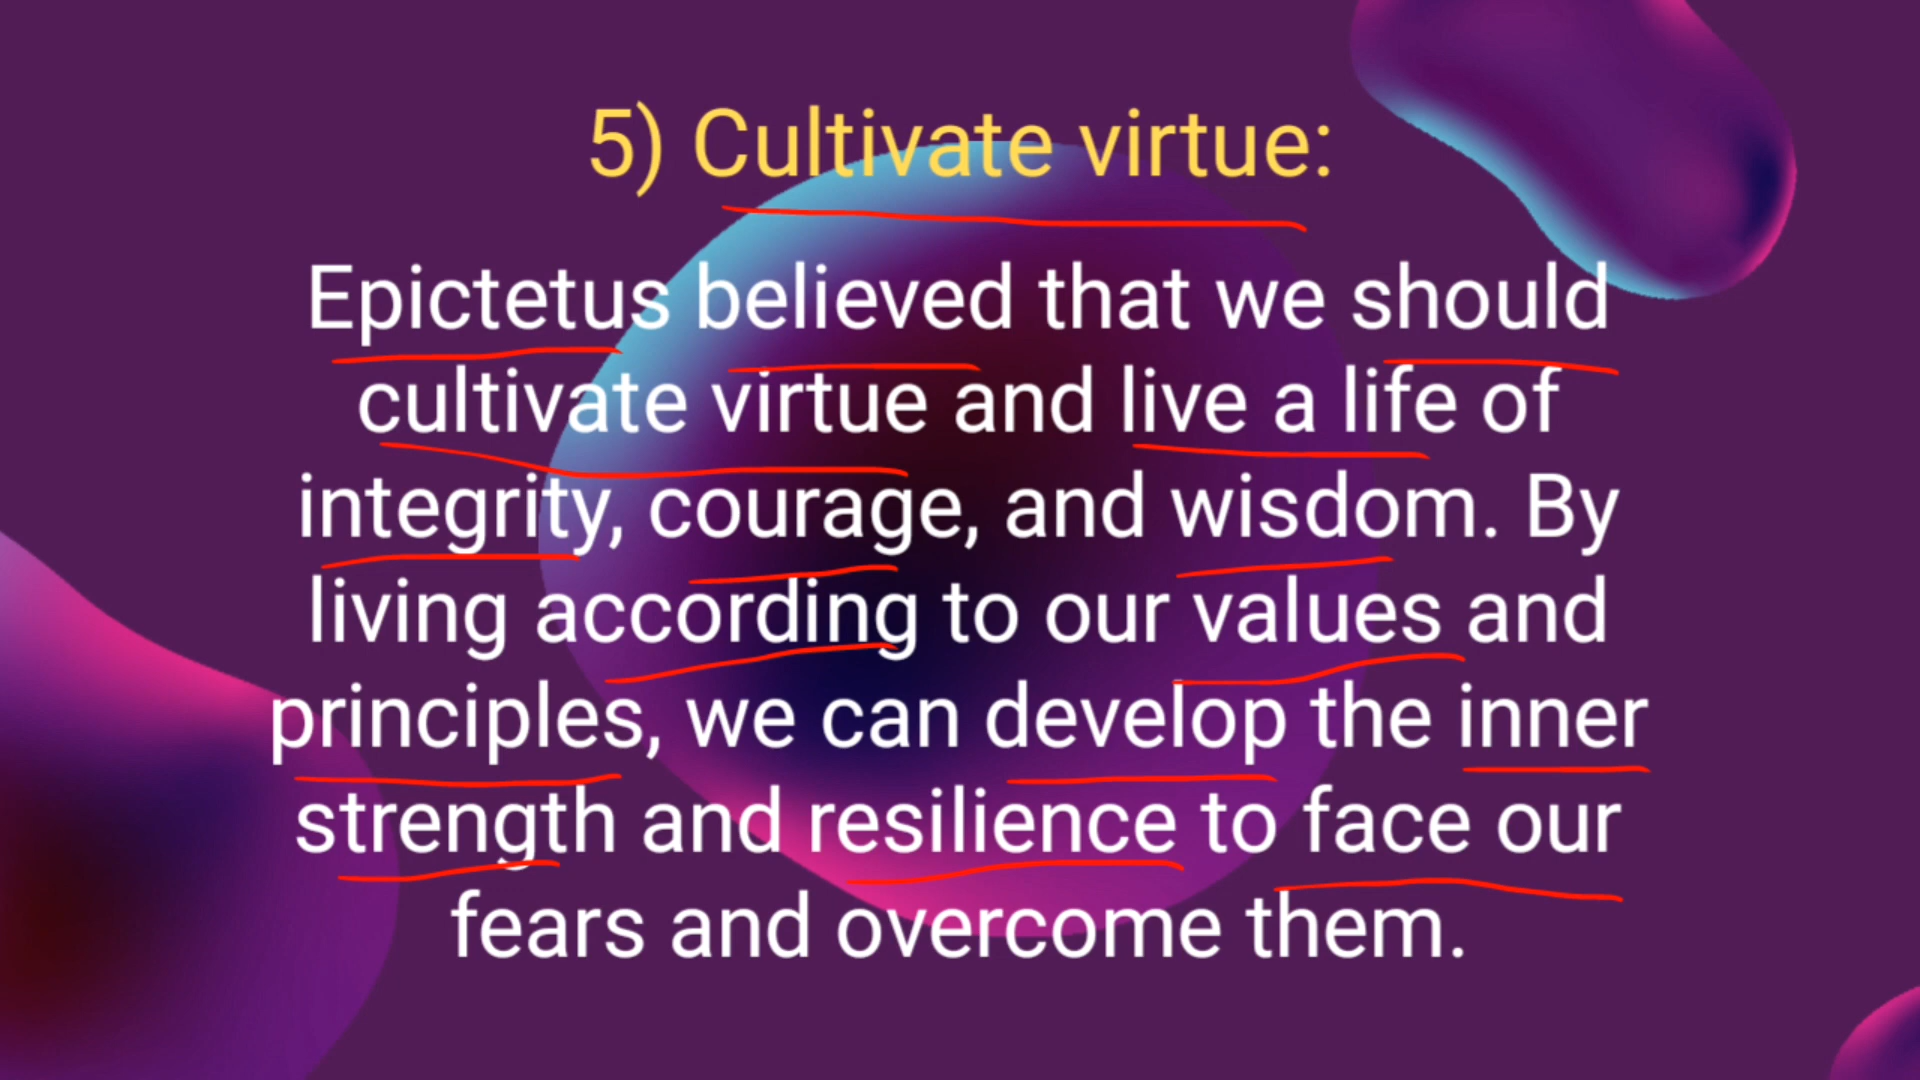 5) Cultivate virtue:
Epictetus believed that we should
cultivate virtue and live a life of
integrity, courage, and wisdom. By
living according to our values and
principles, we can develop the inner
strength and resilience to face our
fears and overcome them.